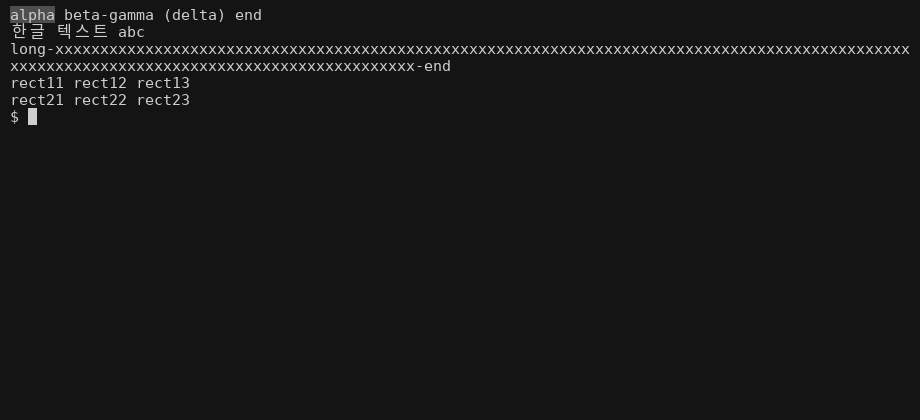 alpha beta-gamma (delta) end
한글 텍스트 abc
long-xxxxxxxxxxxxxxxxxxxxxxxxxxxxxxxxxxxxxxxxxxxxxxxxxxxxxxxxxxxxxxxxxxxxxxxxxxxxxxxxxxxxxxxxxxxxxxx
xxxxxxxxxxxxxxxxxxxxxxxxxxxxxxxxxxxxxxxxxxxxx-end
rect11 rect12 rect13
rect21 rect22 rect23
$